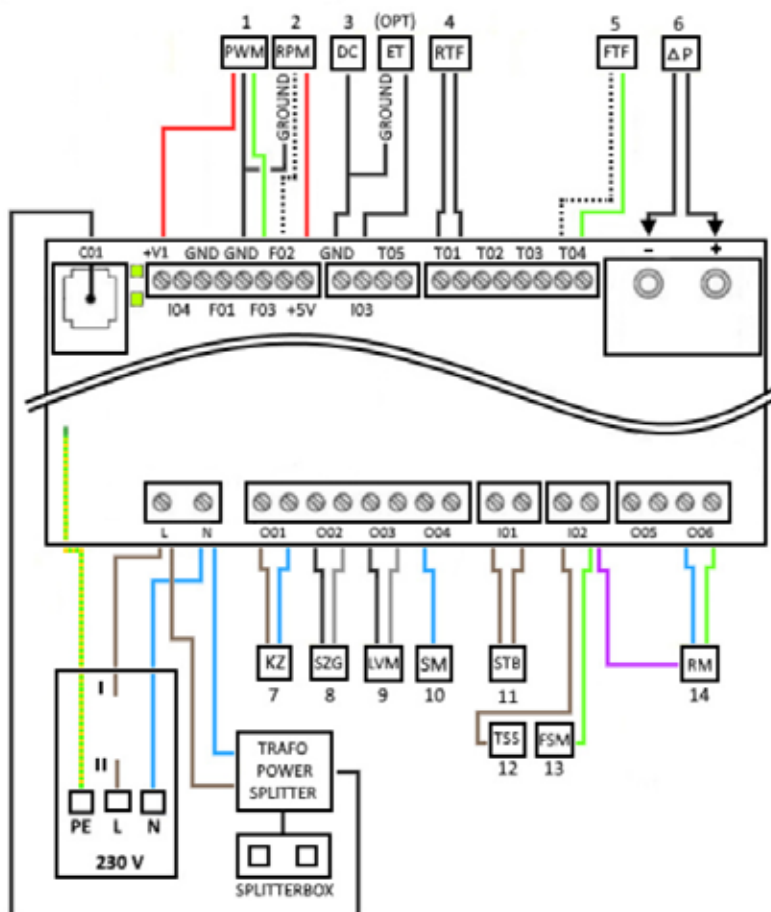 1 2 3 (OPT) 4 5 6
PWM RPM DC ET RTF FTF ΔP
GROUND GROUND
C01 +V1 GND GND F02 GND T05 T01 T02 T03 T04 - +
I04 F01 F03 +5V I03
L N O01 O02 O03 O04 I01 I02 O05 O06
KZ SZG LVM SM STB RM
7 8 9 10 11 14
TSS FSM
12 13
I
II
PE L N
230 V
TRAFO
POWER
SPLITTER
SPLITTERBOX